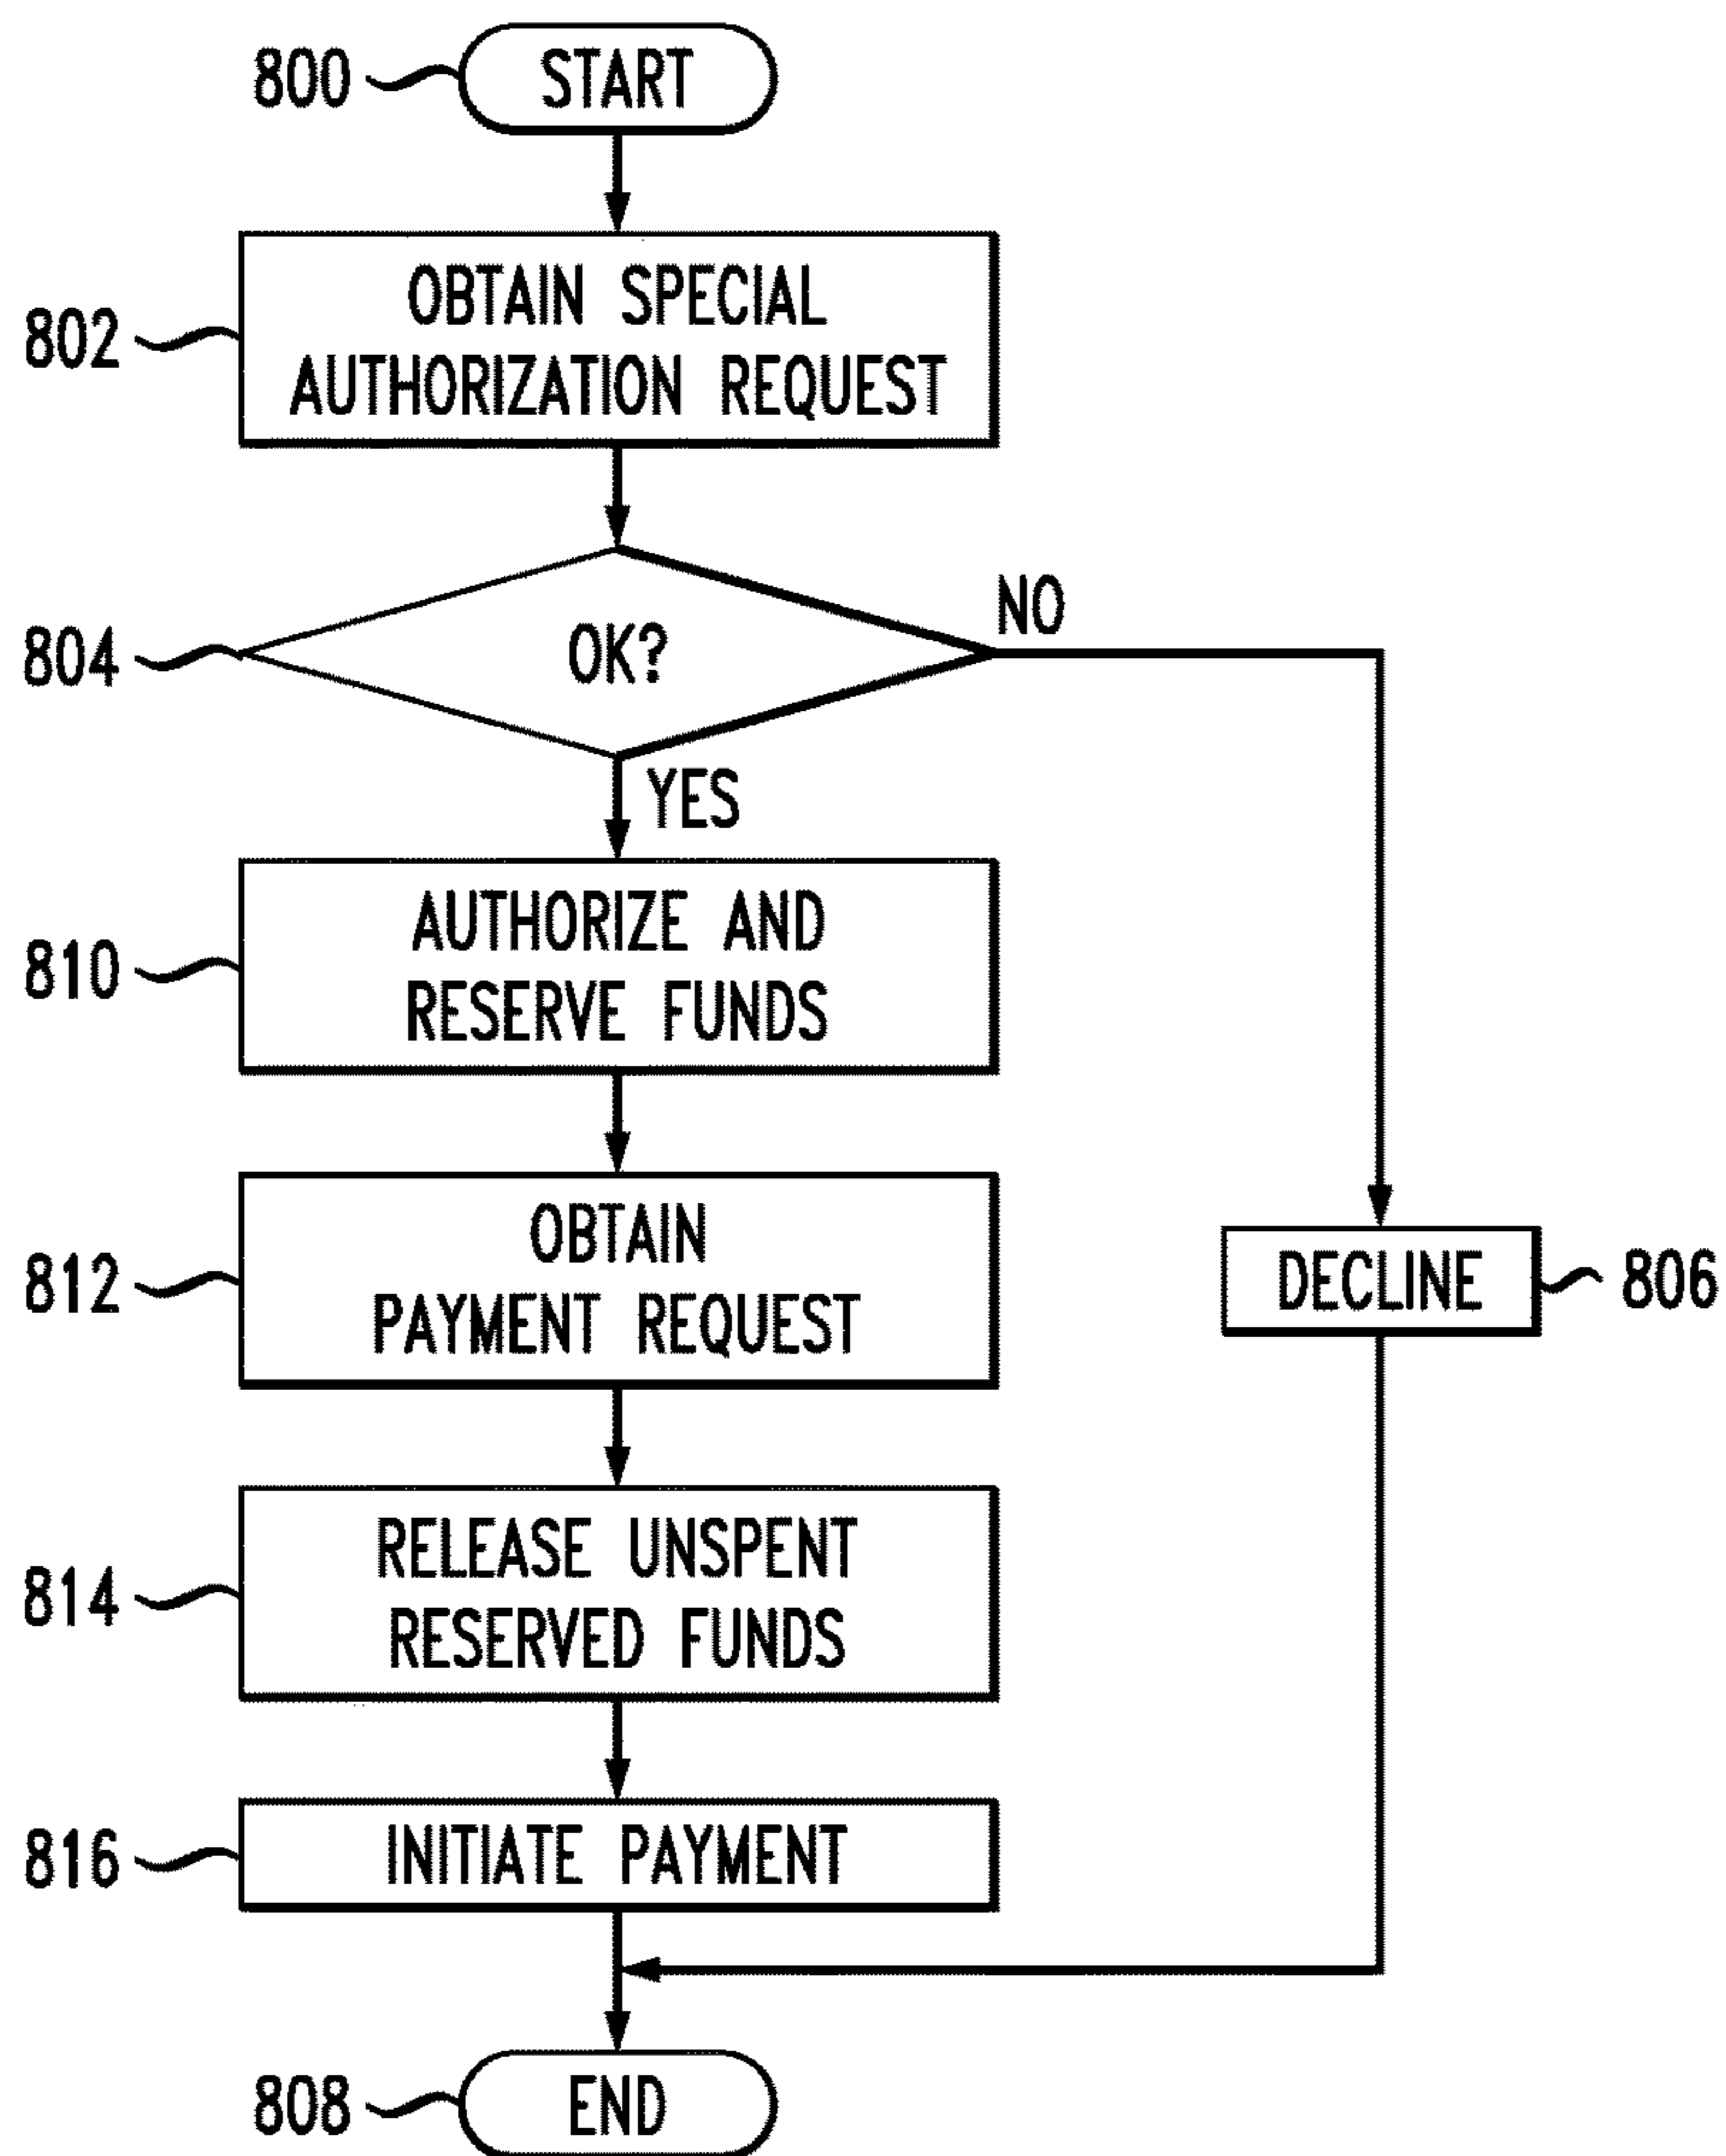 800
START
802
OBTAIN SPECIAL
AUTHORIZATION REQUEST
804
OK?
NO
YES
810
AUTHORIZE AND
RESERVE FUNDS
812
OBTAIN
PAYMENT REQUEST
DECLINE
806
814
RELEASE UNSPENT
RESERVED FUNDS
816
INITIATE PAYMENT
808
END